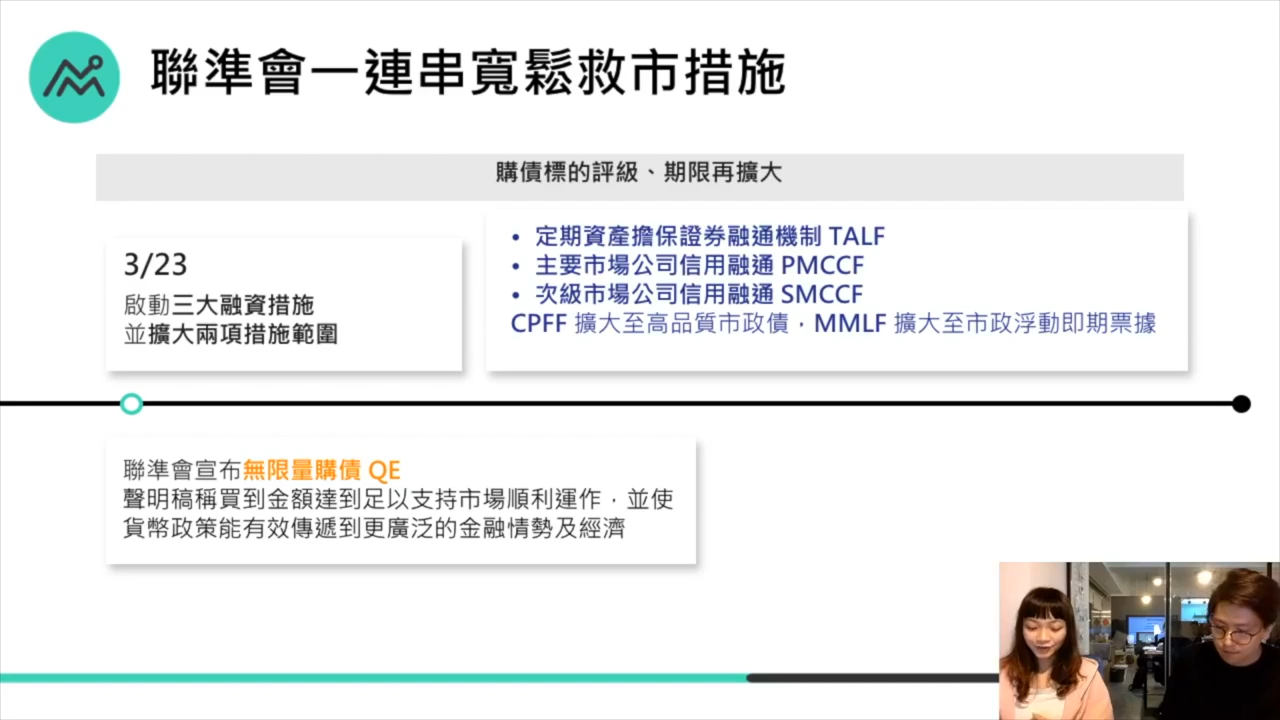 聯準會一連串寬鬆救市措施
購債標的評級、期限再擴大
3/23
啟動三大融資措施
並擴大兩項措施範圍
• 定期資產擔保證券融通機制 TALF
• 主要市場公司信用融通 PMCCF
• 次級市場公司信用融通 SMCCF
CPFF 擴大至高品質市政債，MMLF 擴大至市政浮動即期票據
聯準會宣布無限量購債 QE
聲明稿稱買到金額達到足以支持市場順利運作，並使
貨幣政策能有效傳遞到更廣泛的金融情勢及經濟